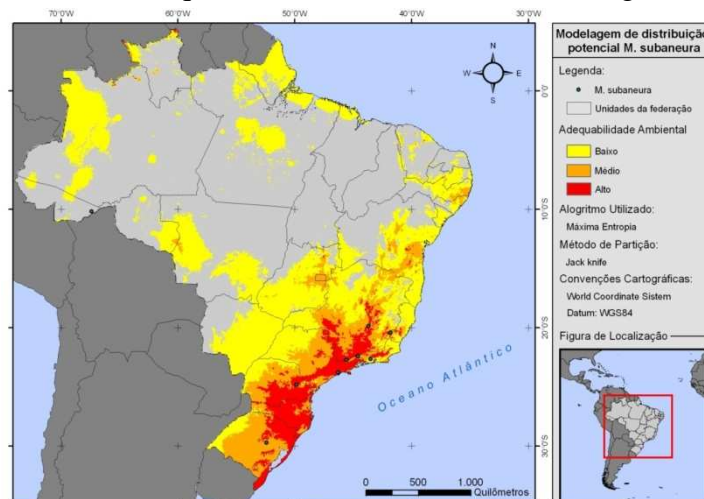 70°0'W 60°0'W 50°0'W 40°0'W 30°0'W
N
W E
S
0°0'
10°0'S
20°0'S
30°0'S
Oceano Atlântico
0 500 1.000
Quilômetros
Modelagem de distribuição
potencial M. subaneura
Legenda:
M. subaneura
Unidades da federação
Adequabilidade Ambiental
Baixo
Médio
Alto
Alogritmo Utilizado:
Máxima Entropia
Método de Partição:
Jack knife
Convenções Cartográficas:
World Coordinate Sistem
Datum: WGS84
Figura de Localização